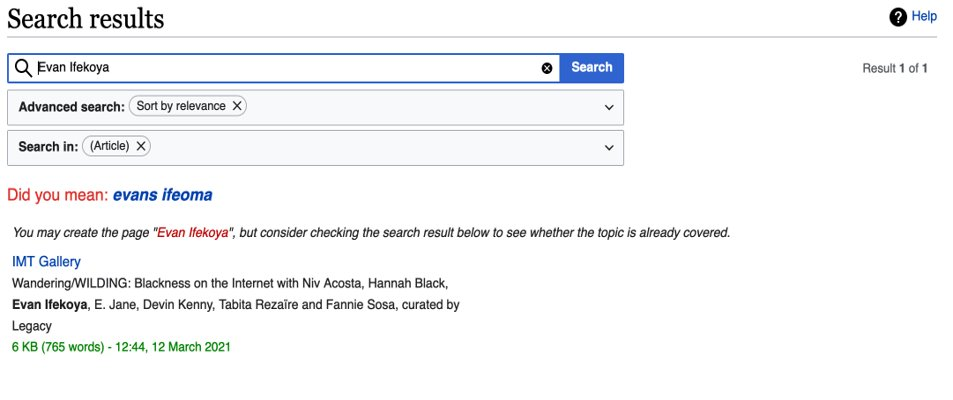 Search results
Help
Evan Ifekoya
Search
Result 1 of 1
Advanced search: Sort by relevance
Search in: (Article)
Did you mean: evans ifeoma
You may create the page "Evan Ifekoya", but consider checking the search result below to see whether the topic is already covered.
IMT Gallery
Wandering/WILDING: Blackness on the Internet with Niv Acosta, Hannah Black,
Evan Ifekoya, E. Jane, Devin Kenny, Tabita Rezaïre and Fannie Sosa, curated by
Legacy
6 KB (765 words) - 12:44, 12 March 2021